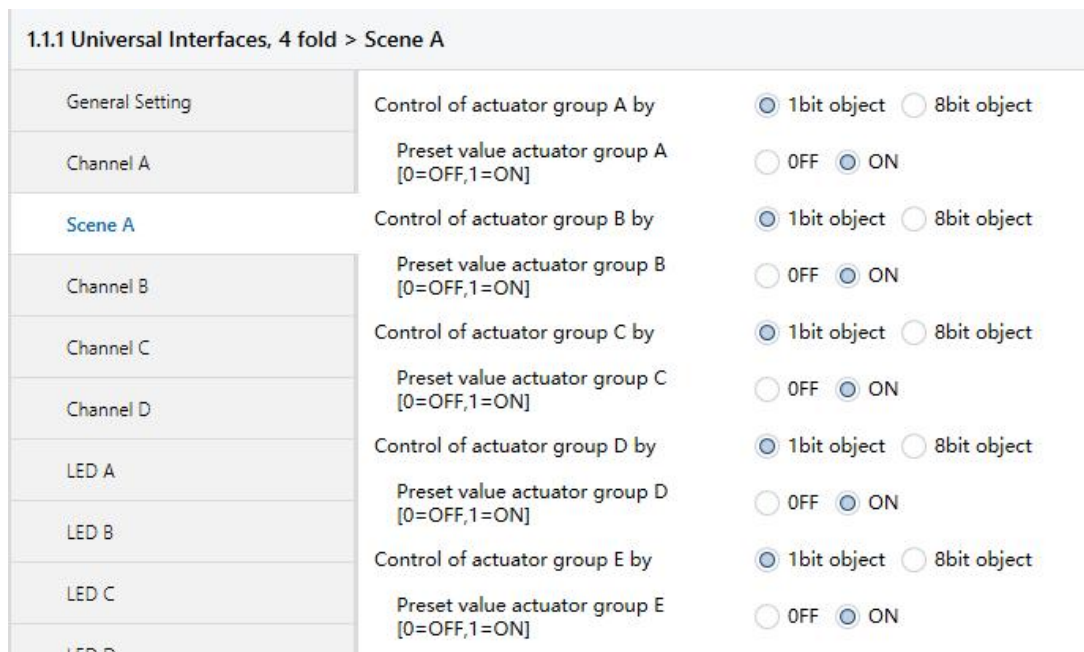 1.1.1 Universal Interfaces, 4 fold > Scene A
General Setting
Channel A
Scene A
Channel B
Channel C
Channel D
LED A
LED B
LED C
Control of actuator group A by 1bit object 8bit object
Preset value actuator group A
[0=OFF,1=ON] OFF ON
Control of actuator group B by 1bit object 8bit object
Preset value actuator group B
[0=OFF,1=ON] OFF ON
Control of actuator group C by 1bit object 8bit object
Preset value actuator group C
[0=OFF,1=ON] OFF ON
Control of actuator group D by 1bit object 8bit object
Preset value actuator group D
[0=OFF,1=ON] OFF ON
Control of actuator group E by 1bit object 8bit object
Preset value actuator group E
[0=OFF,1=ON] OFF ON